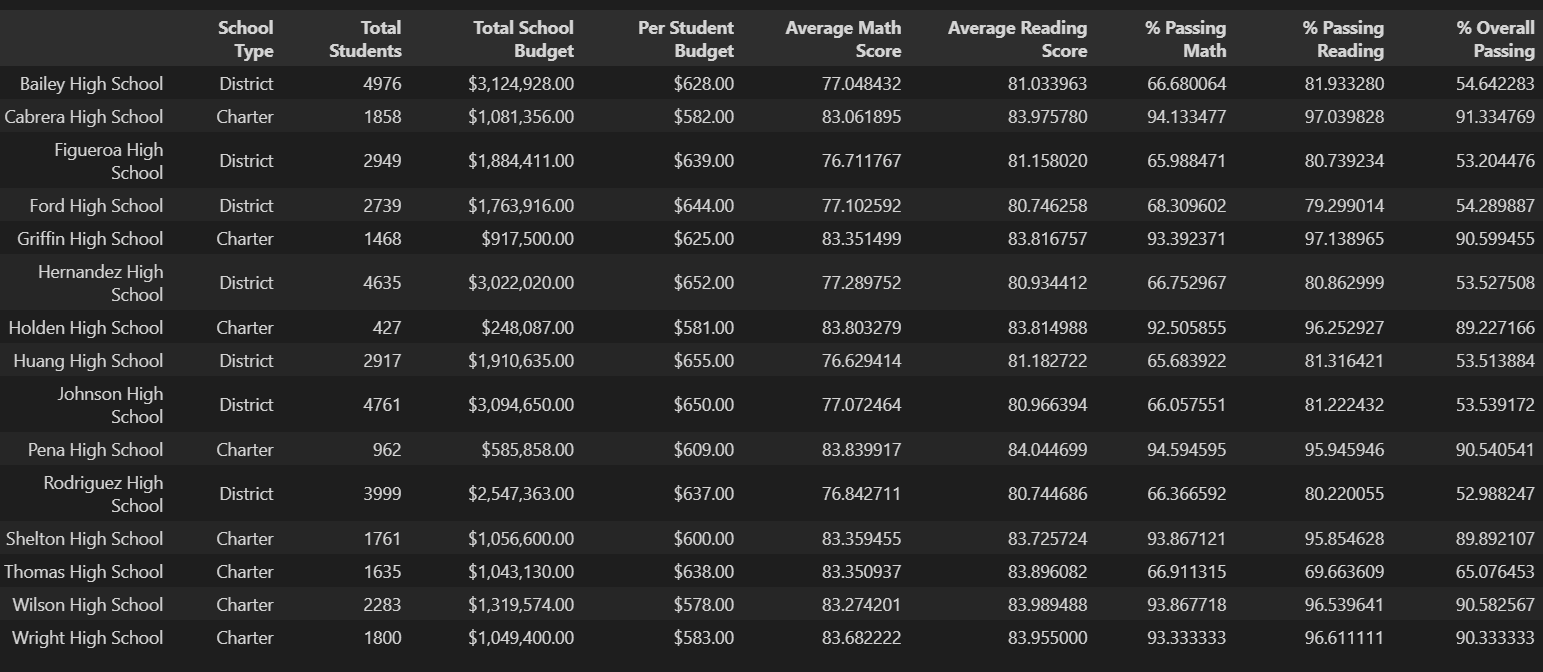 School Type Total Students Total School Budget Per Student Budget Average Math Score Average Reading Score % Passing Math % Passing Reading % Overall Passing
Bailey High School District 4976 $3,124,928.00 $628.00 77.048432 81.033963 66.680064 81.933280 54.642283
Cabrera High School Charter 1858 $1,081,356.00 $582.00 83.061895 83.975780 94.133477 97.039828 91.334769
Figueroa High School District 2949 $1,884,411.00 $639.00 76.711767 81.158020 65.988471 80.739234 53.204476
Ford High School District 2739 $1,763,916.00 $644.00 77.102592 80.746258 68.309602 79.299014 54.289887
Griffin High School Charter 1468 $917,500.00 $625.00 83.351499 83.816757 93.392371 97.138965 90.599455
Hernandez High School District 4635 $3,022,020.00 $652.00 77.289752 80.934412 66.752967 80.862999 53.527508
Holden High School Charter 427 $248,087.00 $581.00 83.803279 83.814988 92.505855 96.252927 89.227166
Huang High School District 2917 $1,910,635.00 $655.00 76.629414 81.182722 65.683922 81.316421 53.513884
Johnson High School District 4761 $3,094,650.00 $650.00 77.072464 80.966394 66.057551 81.222432 53.539172
Pena High School Charter 962 $585,858.00 $609.00 83.839917 84.044699 94.594595 95.945946 90.540541
Rodriguez High School District 3999 $2,547,363.00 $637.00 76.842711 80.744686 66.366592 80.220055 52.988247
Shelton High School Charter 1761 $1,056,600.00 $600.00 83.359455 83.725724 93.867121 95.854628 89.892107
Thomas High School Charter 1635 $1,043,130.00 $638.00 83.350937 83.896082 66.911315 69.663609 65.076453
Wilson High School Charter 2283 $1,319,574.00 $578.00 83.274201 83.989488 93.867718 96.539641 90.582567
Wright High School Charter 1800 $1,049,400.00 $583.00 83.682222 83.955000 93.333333 96.611111 90.333333